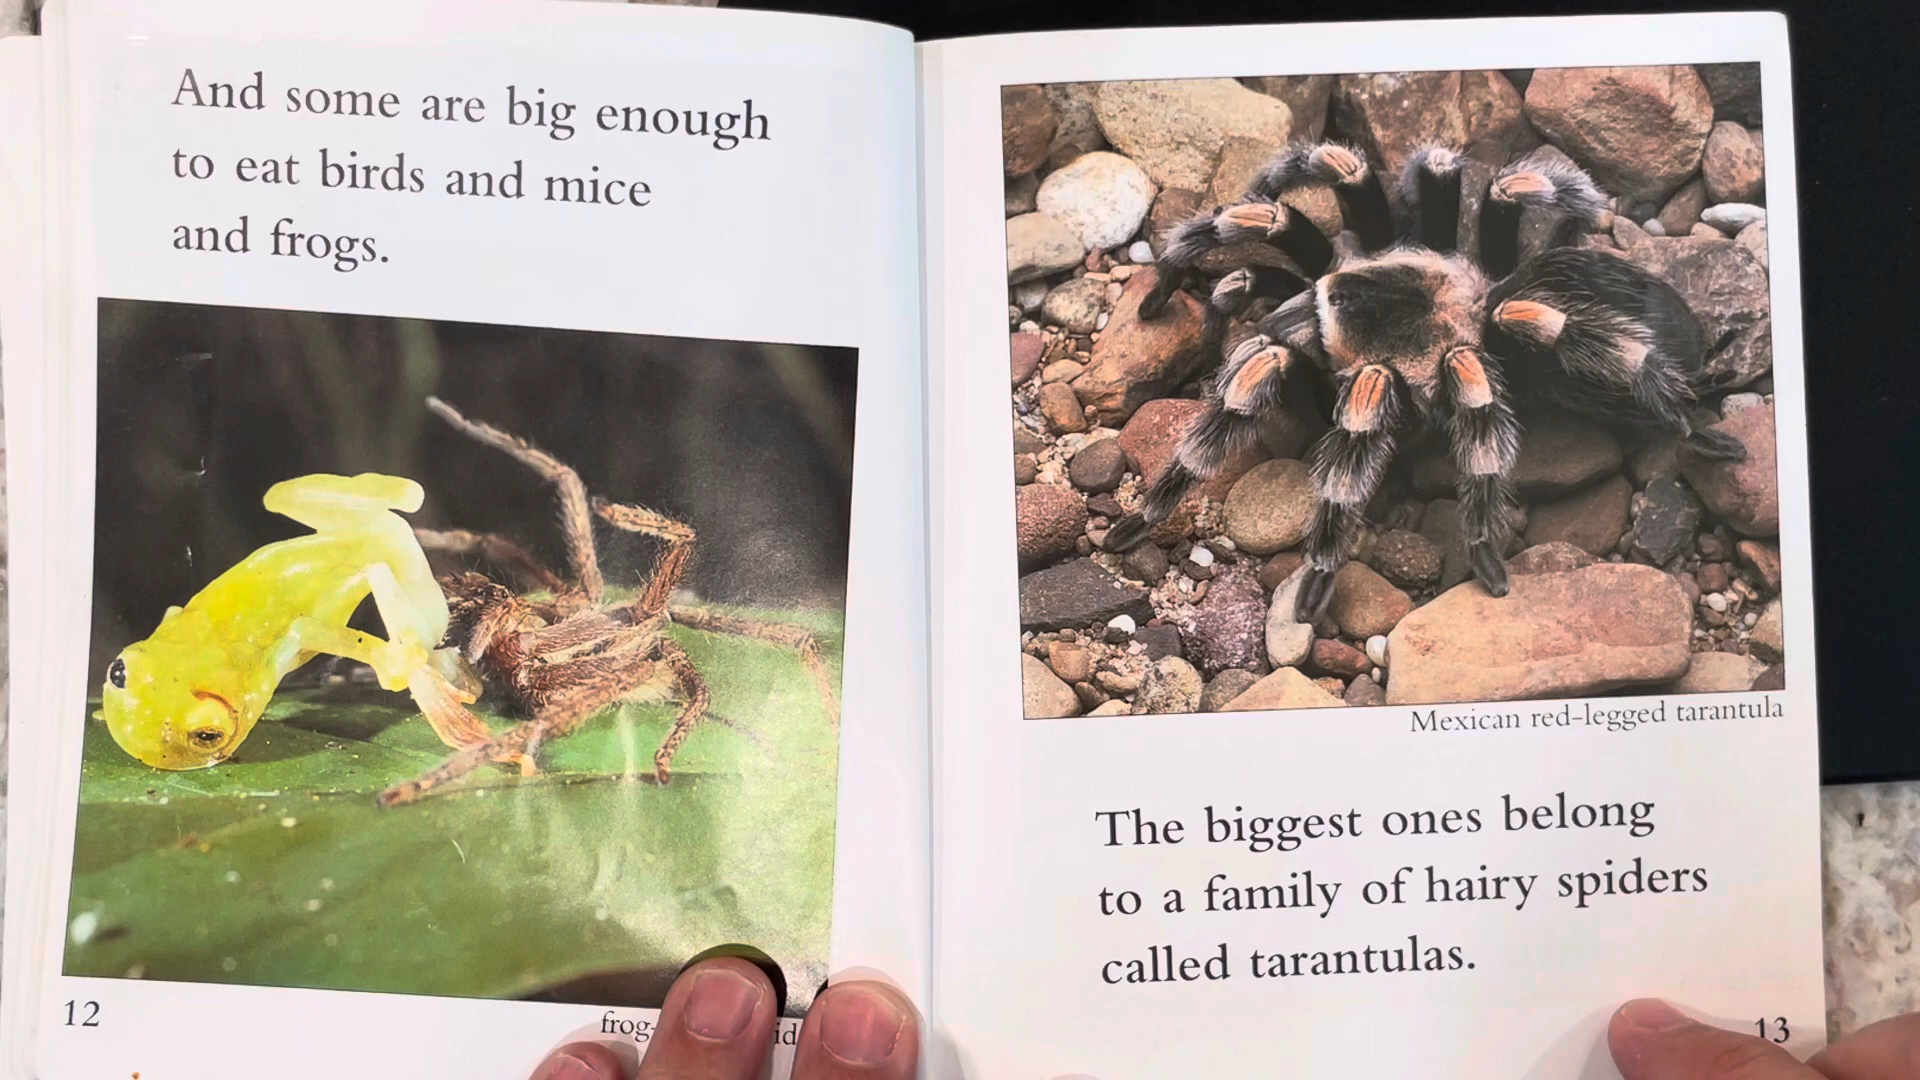 And some are big enough
to eat birds and mice
and frogs.
12
frog-
Mexican red-legged tarantula
The biggest ones belong
to a family of hairy spiders
called tarantulas.
13